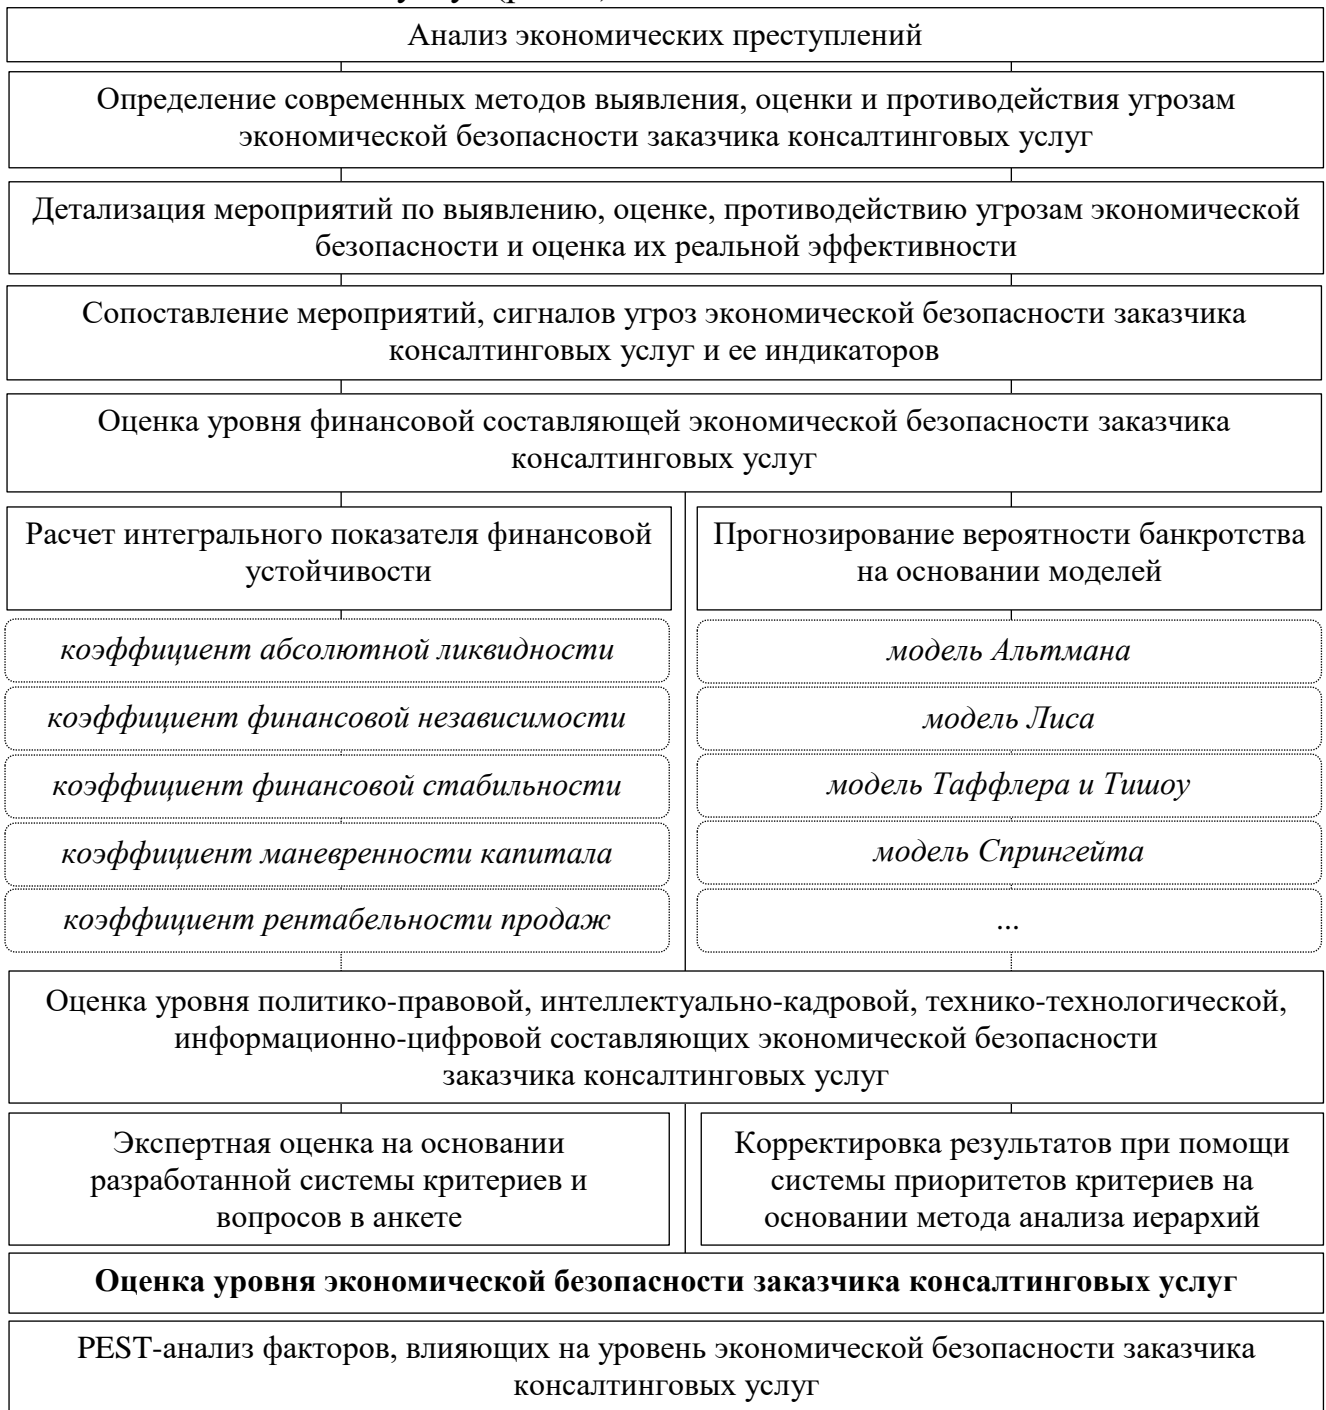 Анализ экономических преступлений
Определение современных методов выявления, оценки и противодействия угрозам
экономической безопасности заказчика консалтинговых услуг
Детализация мероприятий по выявлению, оценке, противодействию угрозам экономической
безопасности и оценка их реальной эффективности
Сопоставление мероприятий, сигналов угроз экономической безопасности заказчика
консалтинговых услуг и ее индикаторов
Оценка уровня финансовой составляющей экономической безопасности заказчика
консалтинговых услуг
Расчет интегрального показателя финансовой
устойчивости
коэффициент абсолютной ликвидности
коэффициент финансовой независимости
коэффициент финансовой стабильности
коэффициент маневренности капитала
коэффициент рентабельности продаж
Прогнозирование вероятности банкротства
на основании моделей
модель Альтмана
модель Лиса
модель Таффлера и Тишоу
модель Спрингейта
...
Оценка уровня политико-правовой, интеллектуально-кадровой, технико-технологической,
информационно-цифровой составляющих экономической безопасности
заказчика консалтинговых услуг
Экспертная оценка на основании
разработанной системы критериев и
вопросов в анкете
Корректировка результатов при помощи
системы приоритетов критериев на
основании метода анализа иерархий
Оценка уровня экономической безопасности заказчика консалтинговых услуг
PEST-анализ факторов, влияющих на уровень экономической безопасности заказчика
консалтинговых услуг